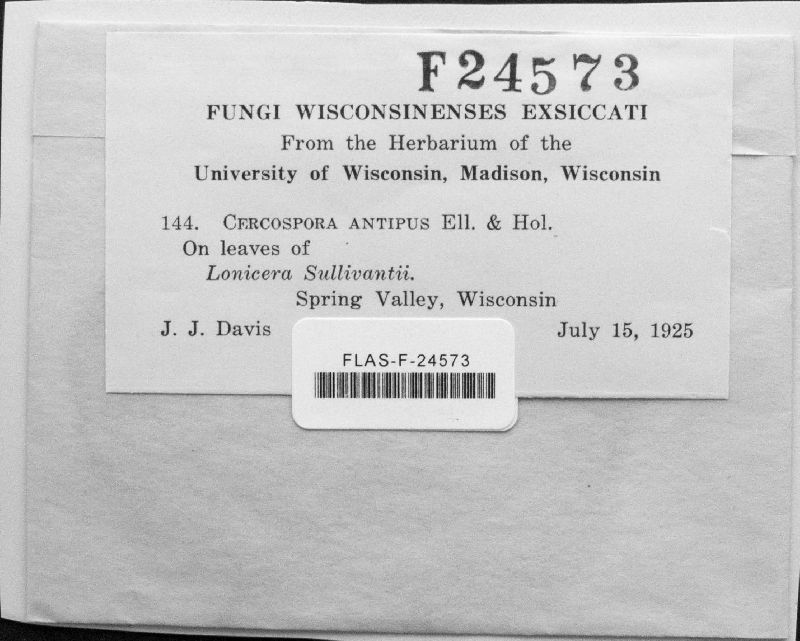 F24573
FUNGI WISCONSINENSES EXSICCATI
From the Herbarium of the
University of Wisconsin, Madison, Wisconsin
144. CERCOSPORA ANTIPUS Ell. & Hol.
On leaves of
Lonicera Sullivantii.
Spring Valley, Wisconsin
J. J. Davis July 15, 1925
FLAS-F-24573